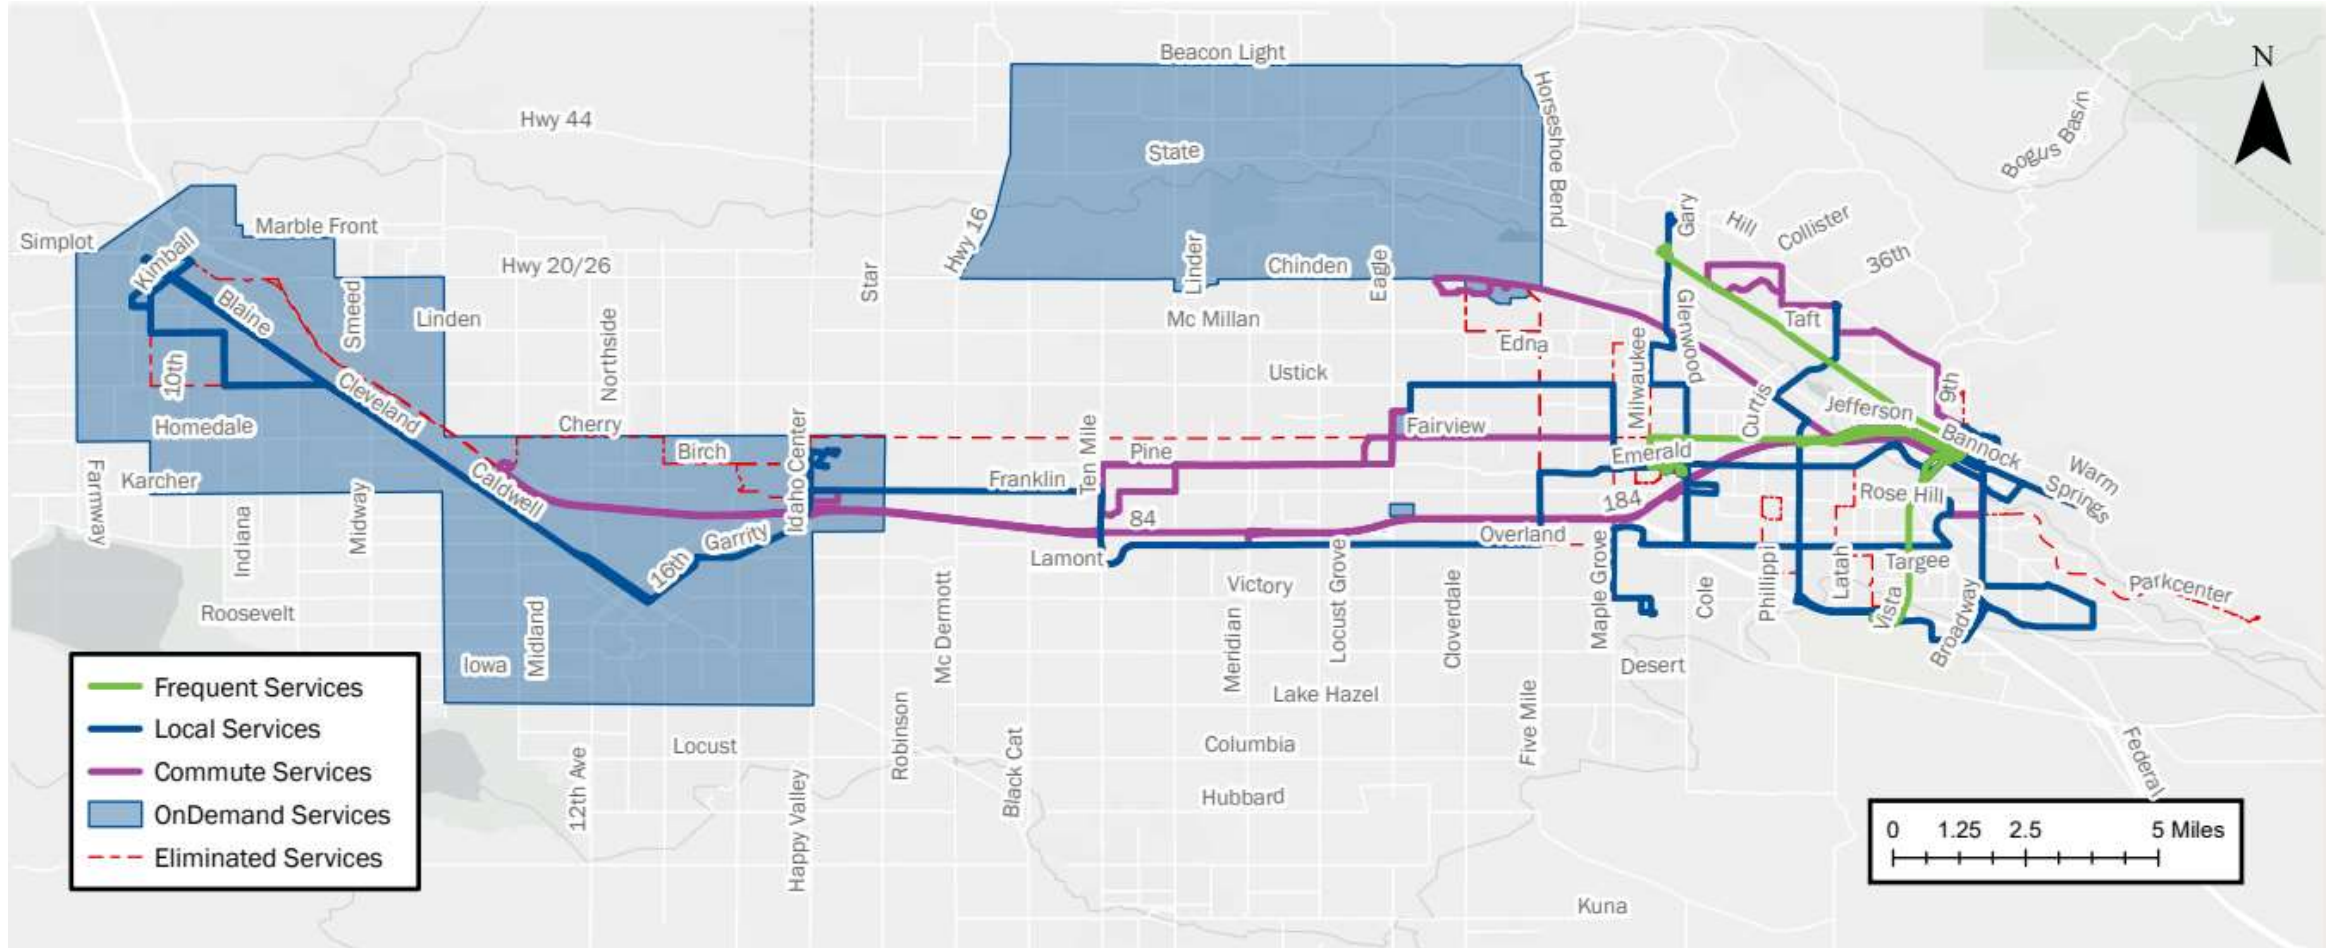 Beacon Light
N
Horseshoe Bend
Bogus Basin
Hwy 44
State
Gary
Hill
Collister
36th
Marble Front
Simplot
Kimball
Hwy 16
Linder
Chinden
Eagle
Hwy 20/26
Star
Blaine
Smeed
Linden
Northside
Mc Millan
Edna
Milwaukee
Glenwood
Taft
10th
Cleveland
Ustick
Curtis
9th
Homedale
Cherry
Birch
Idaho Center
Ten Mile
Fairview
Jefferson
Bannock
Farmway
Karcher
Caldwell
Franklin
Pine
Emerald
Warm
Springs
Indiana
Midway
84
184
Rose Hill
Garrity
16th
Lamont
Overland
Roosevelt
Midland
Mc Dermott
Victory
Meridian
Locust Grove
Cloverdale
Maple Grove
Cole
Phillippi
Latah
Targee
Vista
Broadway
Parkcenter
Iowa
Desert
Lake Hazel
Robinson
Five Mile
Locust
12th Ave
Happy Valley
Black Cat
Columbia
Hubbard
Federal
Kuna
Frequent Services
Local Services
Commute Services
OnDemand Services
Eliminated Services
0 1.25 2.5 5 Miles